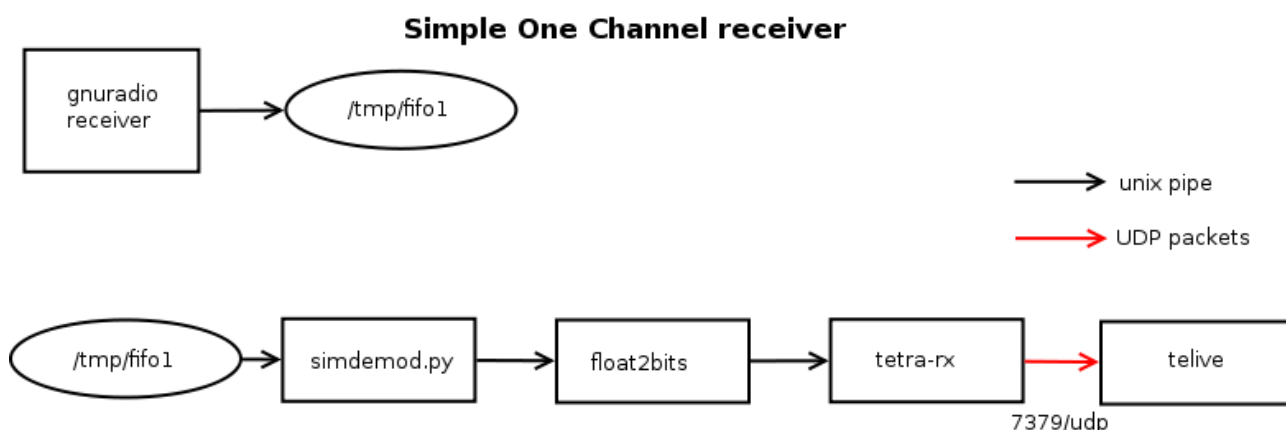 Simple One Channel receiver
gnuradio
receiver
/tmp/fifo1
unix pipe
UDP packets
/tmp/fifo1
simdemod.py
float2bits
tetra-rx
telive
7379/udp